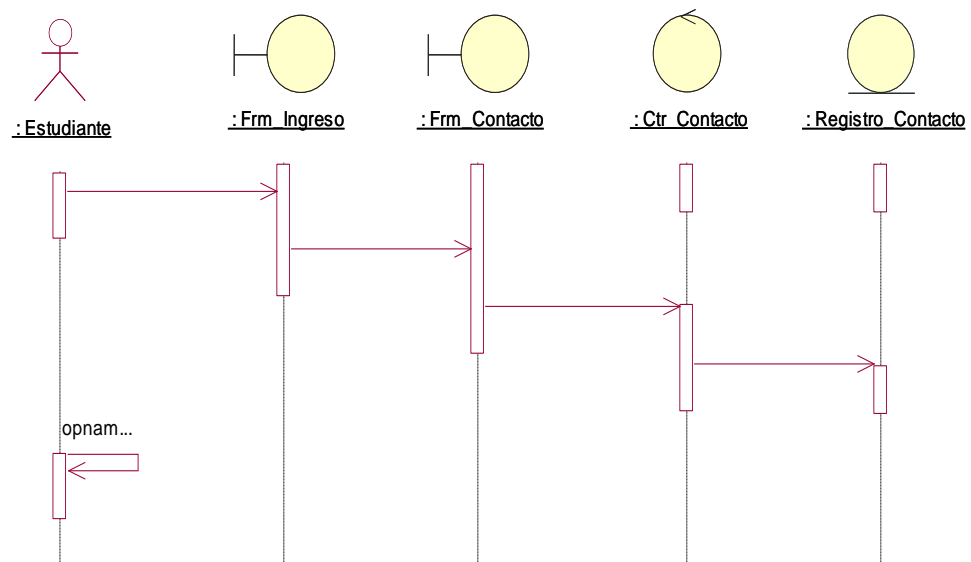 : Estudiante
: Frm_Ingreso
: Frm_Contacto
: Ctr_Contacto
: Registro_Contacto
opnam...